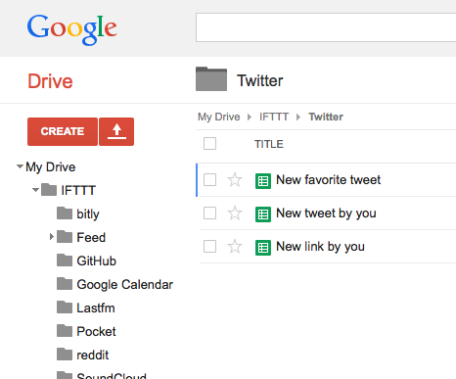 Google
Drive
Twitter
CREATE
My Drive
IFTTT
Twitter
TITLE
New favorite tweet
New tweet by you
New link by you
My Drive
IFTTT
bitly
Feed
GitHub
Google Calendar
Lastfm
Pocket
reddit
SoundCloud